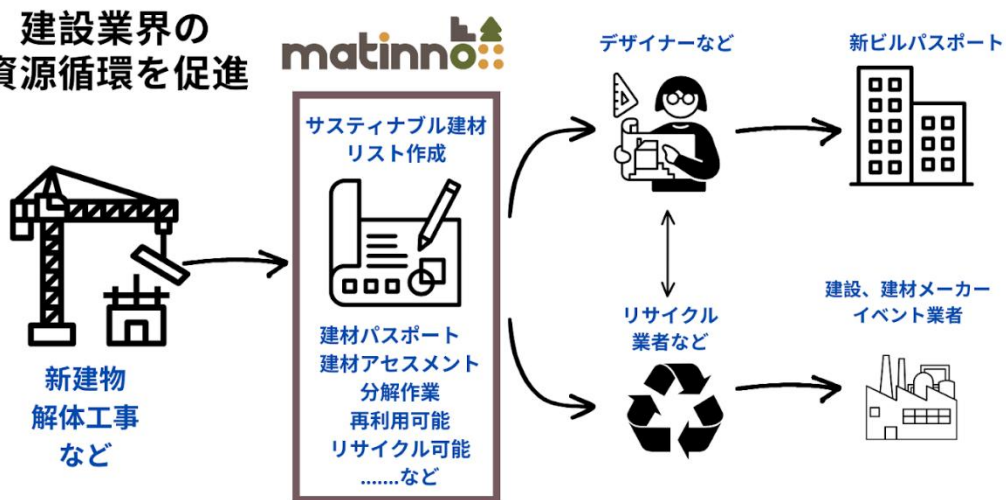 建設業界の
資源循環を促進
matinno
サスティナブル建材
リスト作成
建材パスポート
建材アセスメント
分解作業
再利用可能
リサイクル可能
.......など
新建物
解体工事
など
デザイナーなど
新ビルパスポート
リサイクル
業者など
建設、建材メーカー
イベント業者